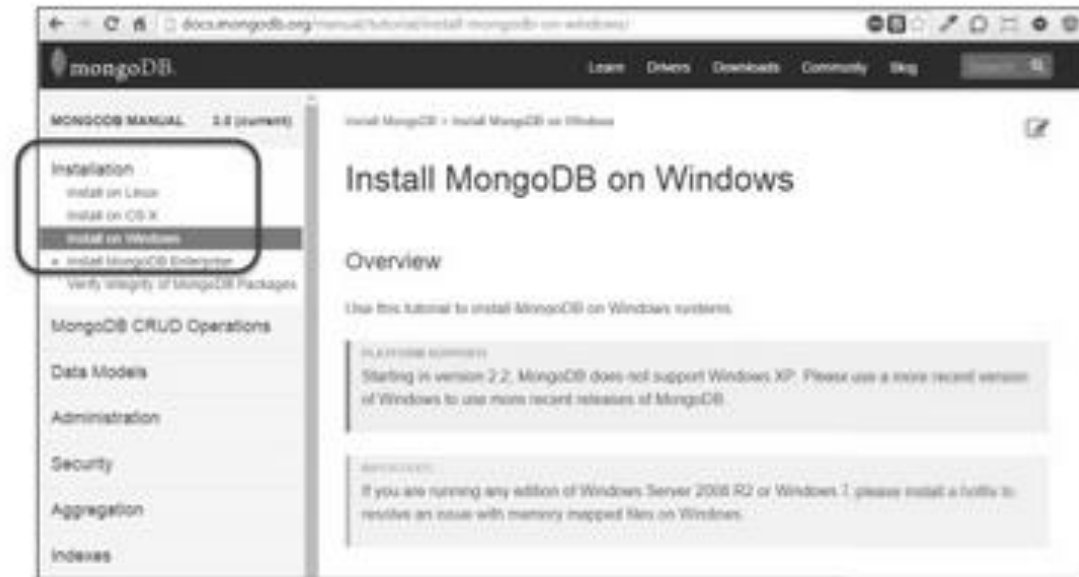 docs.mongodb.org/manual/tutorial/install-mongodb-on-windows/
mongoDB.
Learn Drivers Downloads Community Blog
MONGODB MANUAL (current)
Installation
Install on Linux
Install on OS X
Install on Windows
Install MongoDB Enterprise
Verify Integrity of MongoDB Packages
MongoDB CRUD Operations
Data Models
Administration
Security
Aggregation
Indexes
Install MongoDB > Install MongoDB on Windows
Install MongoDB on Windows
Overview
Use this tutorial to install MongoDB on Windows systems.
PLATFORM SUPPORT
Starting in version 2.2, MongoDB does not support Windows XP. Please use a more recent version
of Windows to use more recent releases of MongoDB.
IMPORTANT
If you are running any edition of Windows Server 2008 R2 or Windows 7, please install a hotfix to
resolve an issue with memory mapped files on Windows.